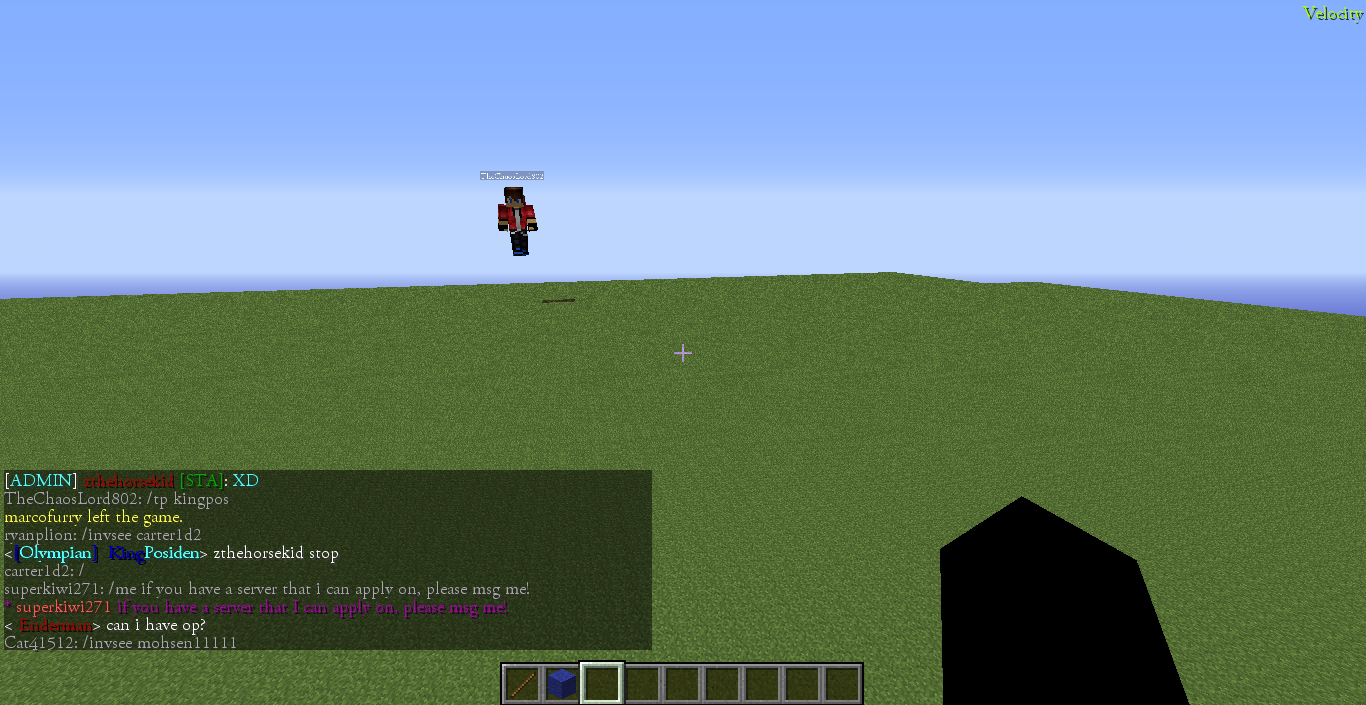 Velocity
TheChaosLord802
[ADMIN] zthehorsekid [STA]: XD
TheChaosLord802: /tp kingpos
marcofurry left the game.
ryanplion: /invsee carter1d2
<[Olympian] KingPosiden> zthehorsekid stop
carter1d2: /
superkiwi271: /me if you have a server that i can apply on, please msg me!
* superkiwi271 If you have a server that I can apply on, please msg me!
< Enderman> can i have op?
Cat41512: /invsee mohsen11111